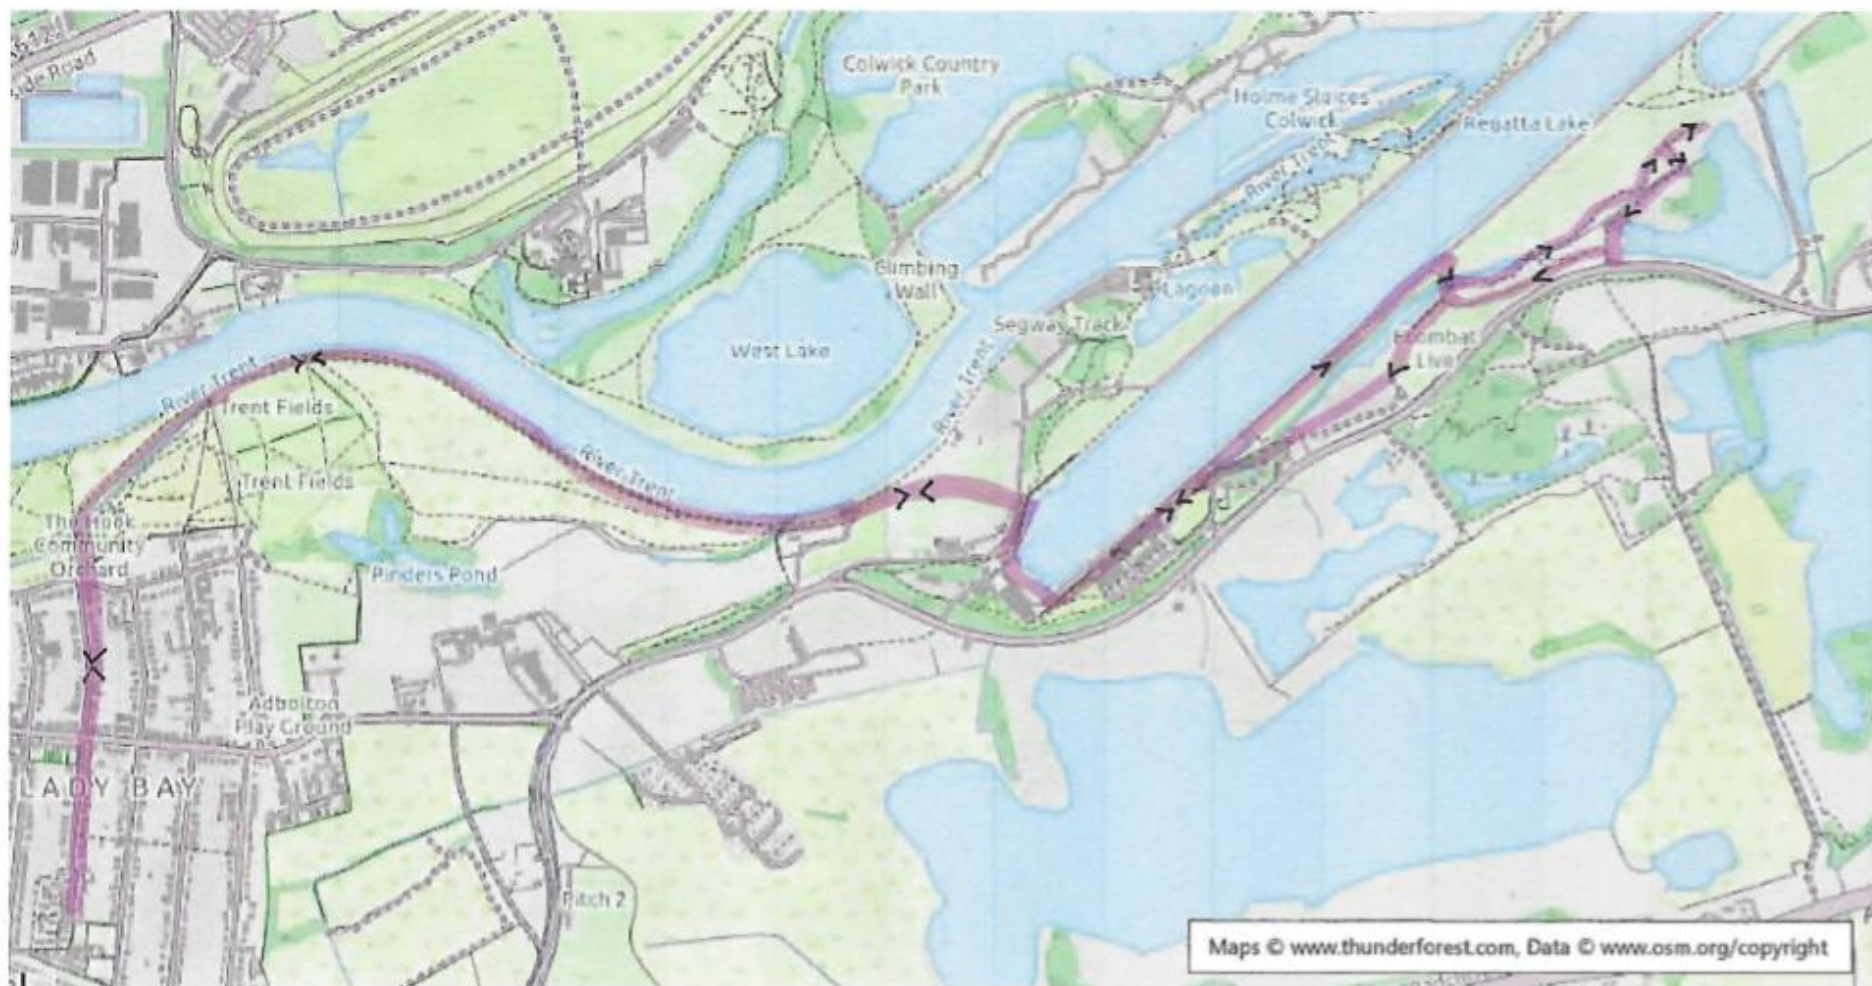 side Road
Colwick Country
Park
Holme Sluices
Colwick
Regatta Lake
River Trent
Climbing
Wall
Lagoon
Segway Track
West Lake
River Trent
River Trent
Live
Trent Fields
River Trent
Trent Fields
The Hook
Community
Orchard
Pinders Pond
Adbolton
Play Ground
LADY BAY
Pitch 2
Maps © www.thunderforest.com, Data © www.osm.org/copyright